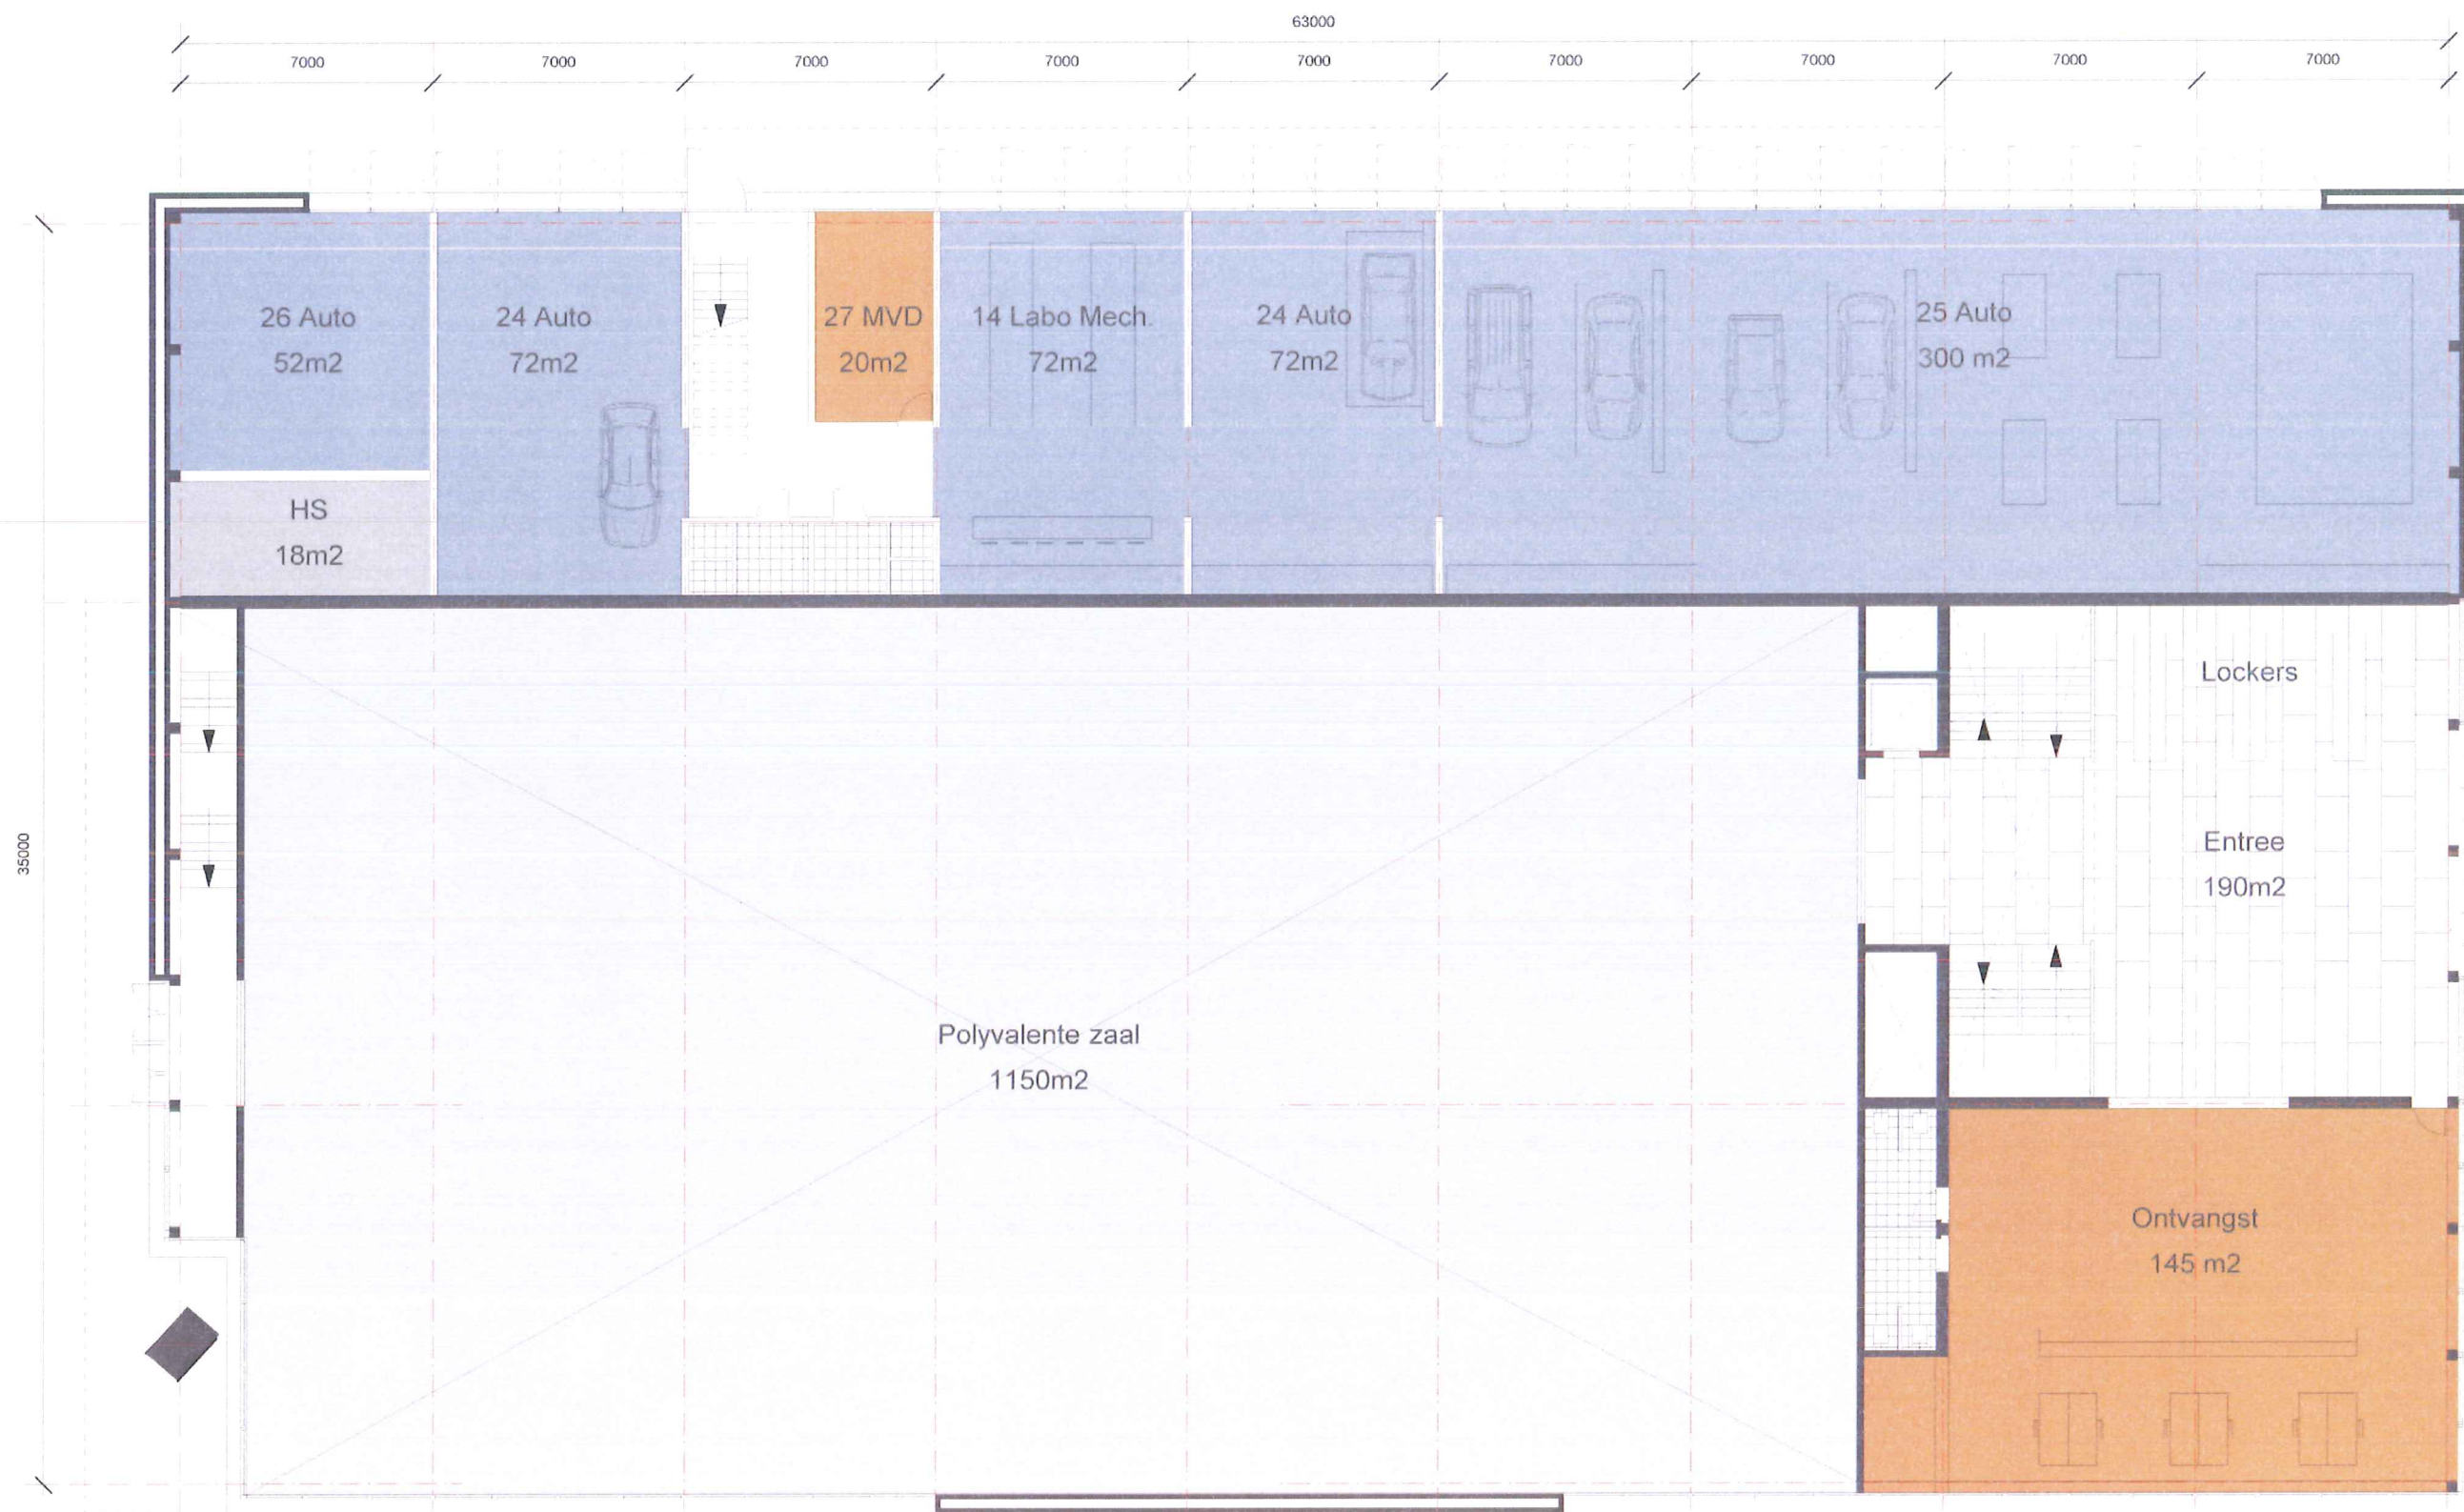 63000
7000 7000 7000 7000 7000 7000 7000 7000 7000
26 Auto
52m2
24 Auto
72m2
27 MVD
20m2
14 Labo Mech.
72m2
24 Auto
72m2
25 Auto
300 m2
HS
18m2
Lockers
35000
Entree
190m2
Polyvalente zaal
1150m2
Ontvangst
145 m2